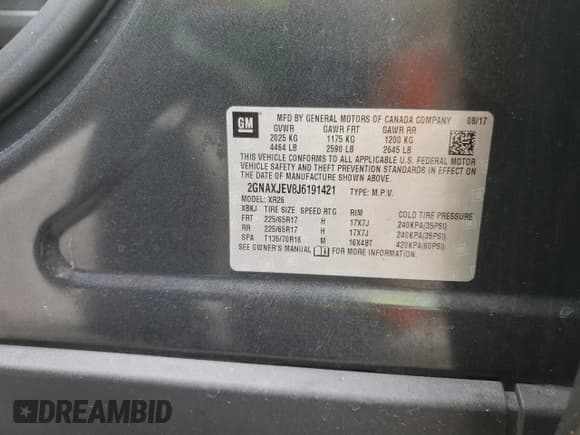 GM
MFD BY GENERAL MOTORS OF CANADA COMPANY 08/17
GVWR GAWR FRT GAWR RR
2025 KG 1175 KG 1200 KG
4464 LB 2590 LB 2645 LB
THIS VEHICLE CONFORMS TO ALL APPLICABLE U.S. FEDERAL MOTOR
VEHICLE SAFETY AND THEFT PREVENTION STANDARDS IN EFFECT ON
THE DATE OF MANUFACTURE SHOWN ABOVE.
2GNAXJEV8J6191421 TYPE: M.P.V.
MODEL: XR26
XBKJ TIRE SIZE SPEED RTG RIM COLD TIRE PRESSURE
FRT 225/65R17 H 17X7J 240KPA(35PSI)
RR 225/65R17 H 17X7J 240KPA(35PSI)
SPA T135/70R16 M 16X4BT 420KPA(60PSI)
SEE OWNER'S MANUAL FOR MORE INFORMATION.
DREAMBID